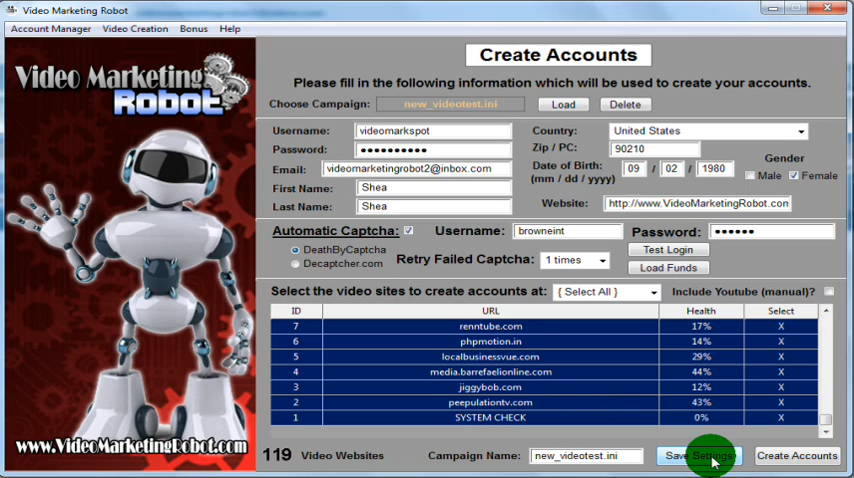 Video Marketing Robot
Account Manager Video Creation Bonus Help
Video Marketing
Robot
www.VideoMarketingRobot.com
Create Accounts
Please fill in the following information which will be used to create your accounts.
Choose Campaign: new_videotest.ini Load Delete
Username: videomarkspot
Password: ••••••••••
Email: videomarketingrobot2@inbox.com
First Name: Shea
Last Name: Shea
Country: United States
Zip / PC: 90210
Date of Birth: 09 / 02 / 1980
(mm / dd / yyyy)
Gender
Male Female
Website: http://www.VideoMarketingRobot.com
Automatic Captcha: Username: browneint Password: ••••••
DeathByCaptcha
Decaptcher.com
Retry Failed Captcha: 1 times
Test Login
Load Funds
Select the video sites to create accounts at: { Select All } Include Youtube (manual)?
ID URL Health Select
7 renntube.com 17% X
6 phpmotion.in 14% X
5 localbusinessvue.com 29% X
4 media.barrefaelionline.com 44% X
3 jiggybob.com 12% X
2 peepulationtv.com 43% X
1 SYSTEM CHECK 0% X
119 Video Websites Campaign Name: new_videotest.ini Save Settings Create Accounts